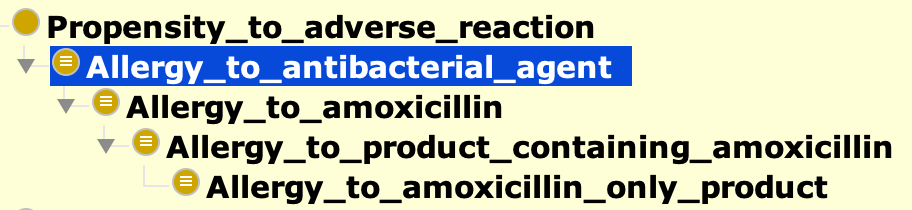 Propensity_to_adverse_reaction
Allergy_to_antibacterial_agent
Allergy_to_amoxicillin
Allergy_to_product_containing_amoxicillin
Allergy_to_amoxicillin_only_product